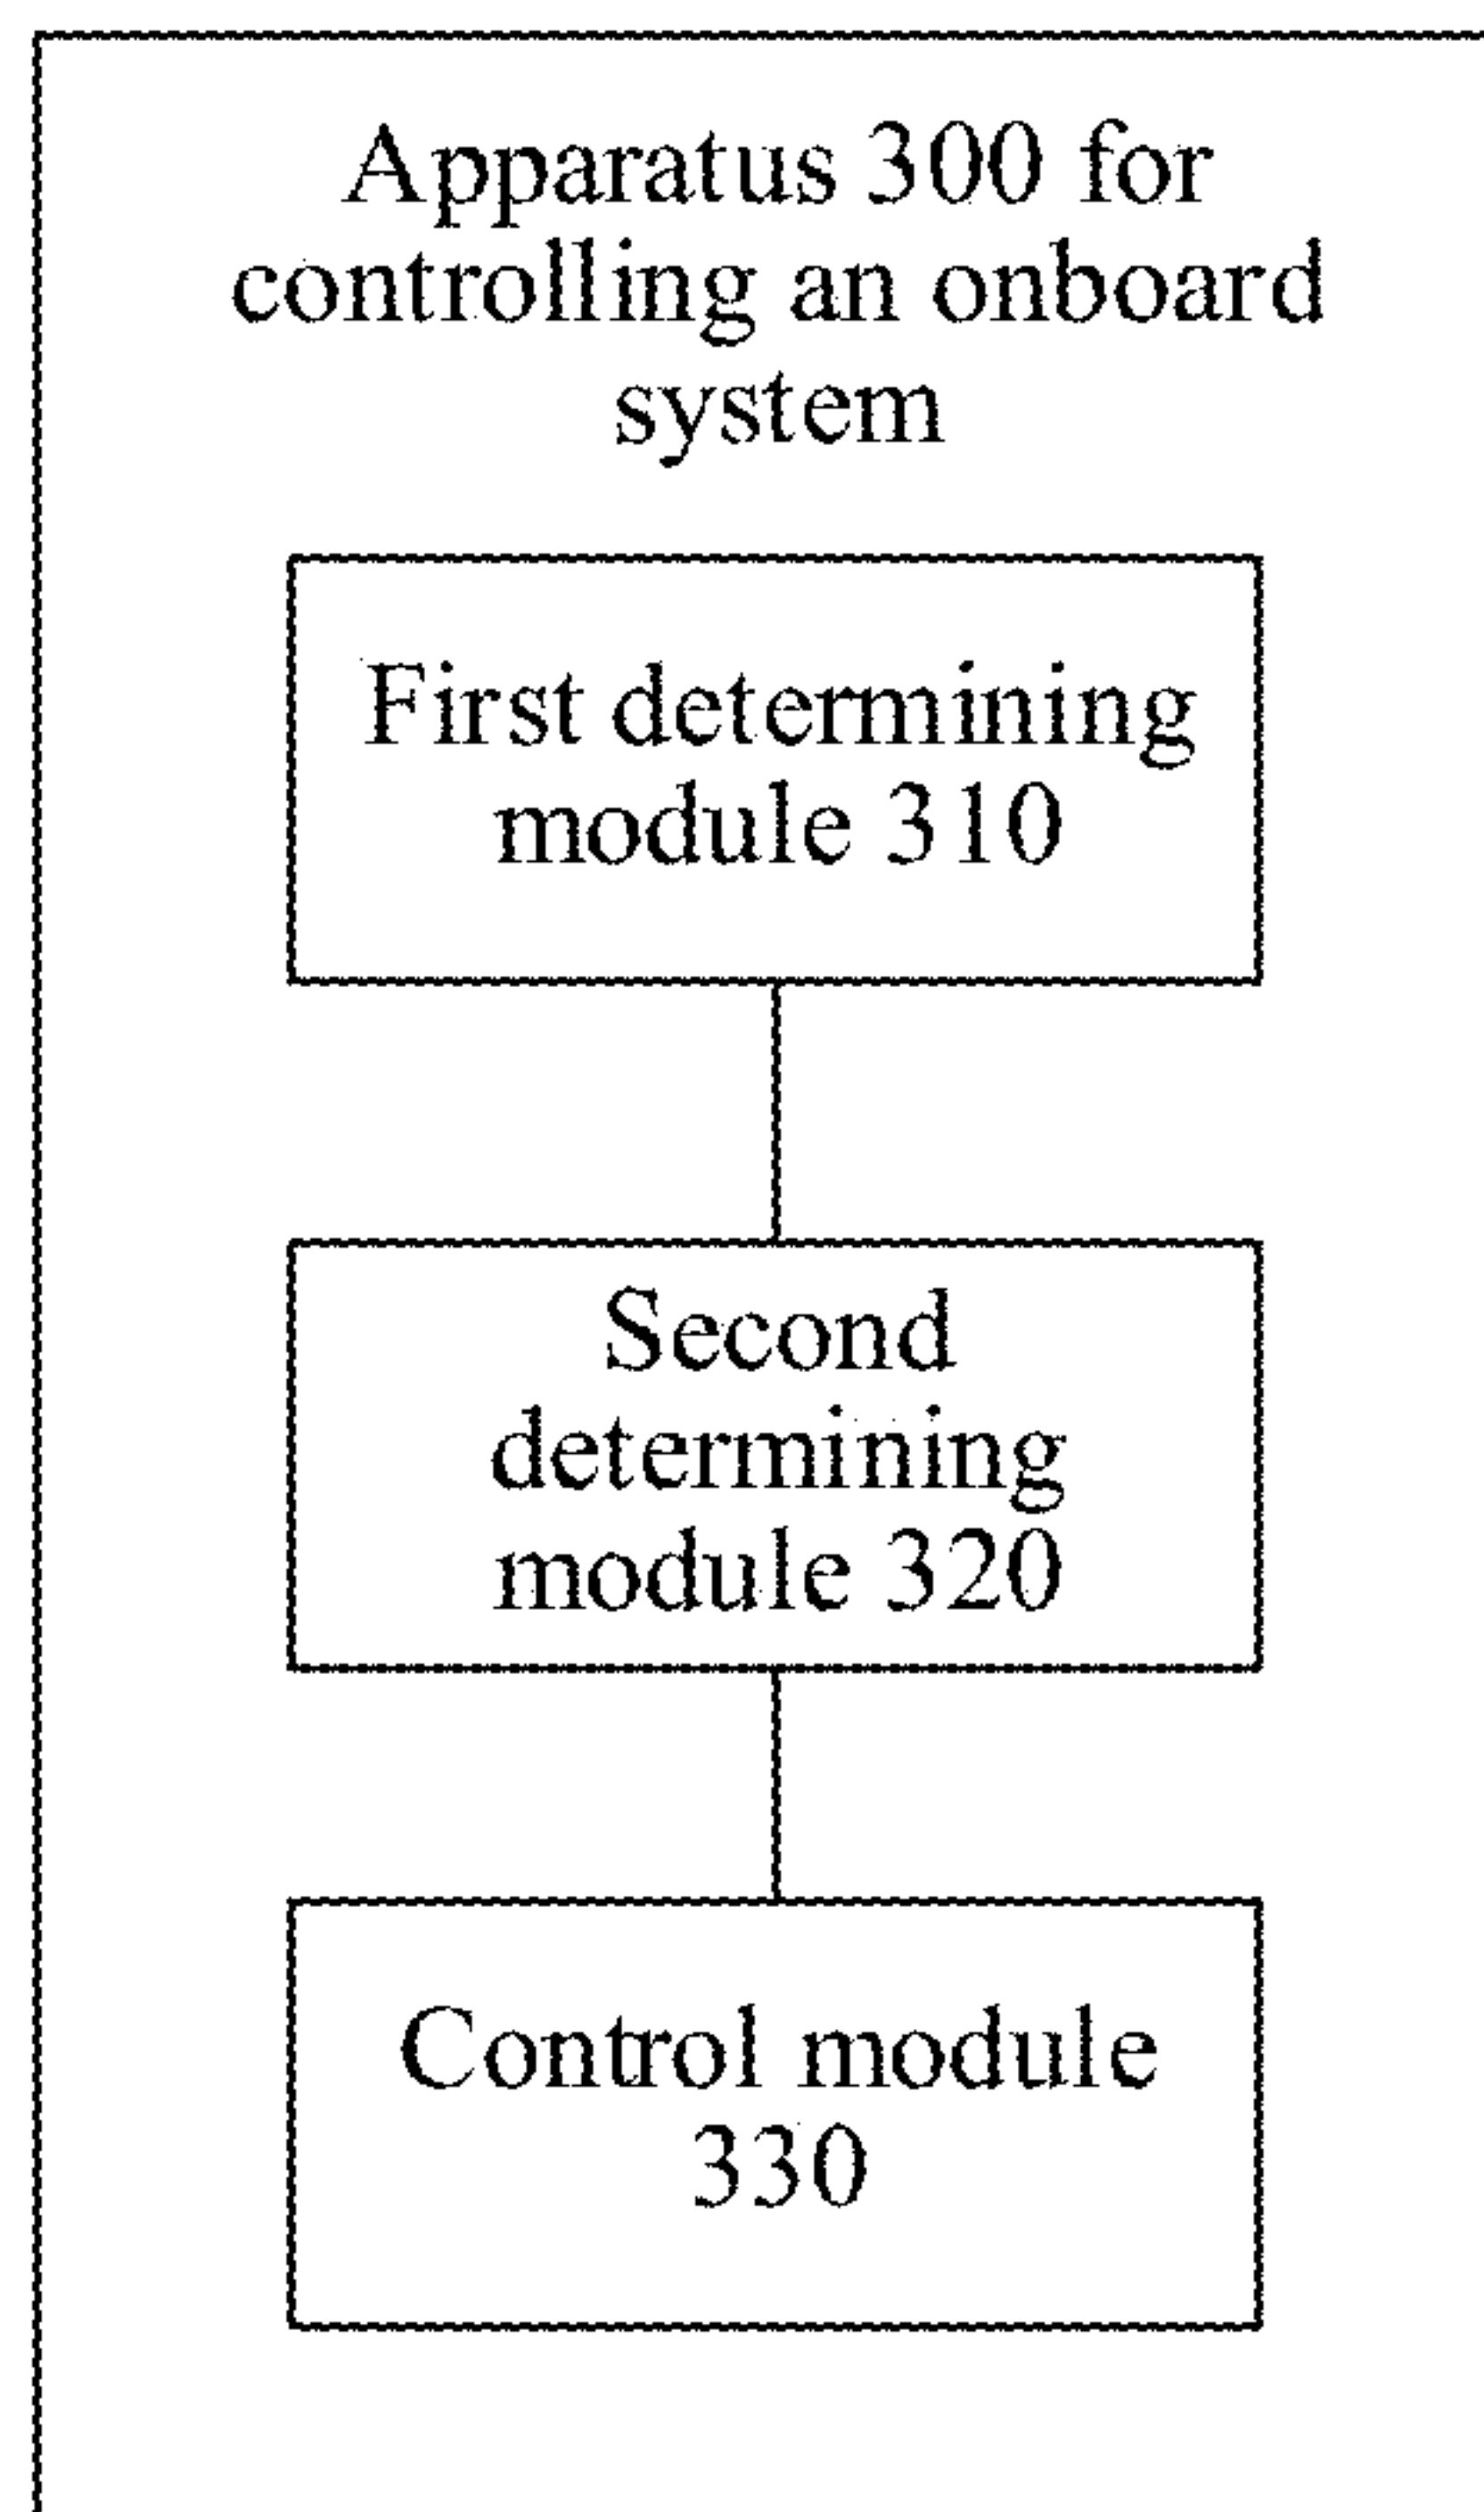 Apparatus 300 for
controlling an onboard
system
First determining
module 310
Second
determining
module 320
Control module
330